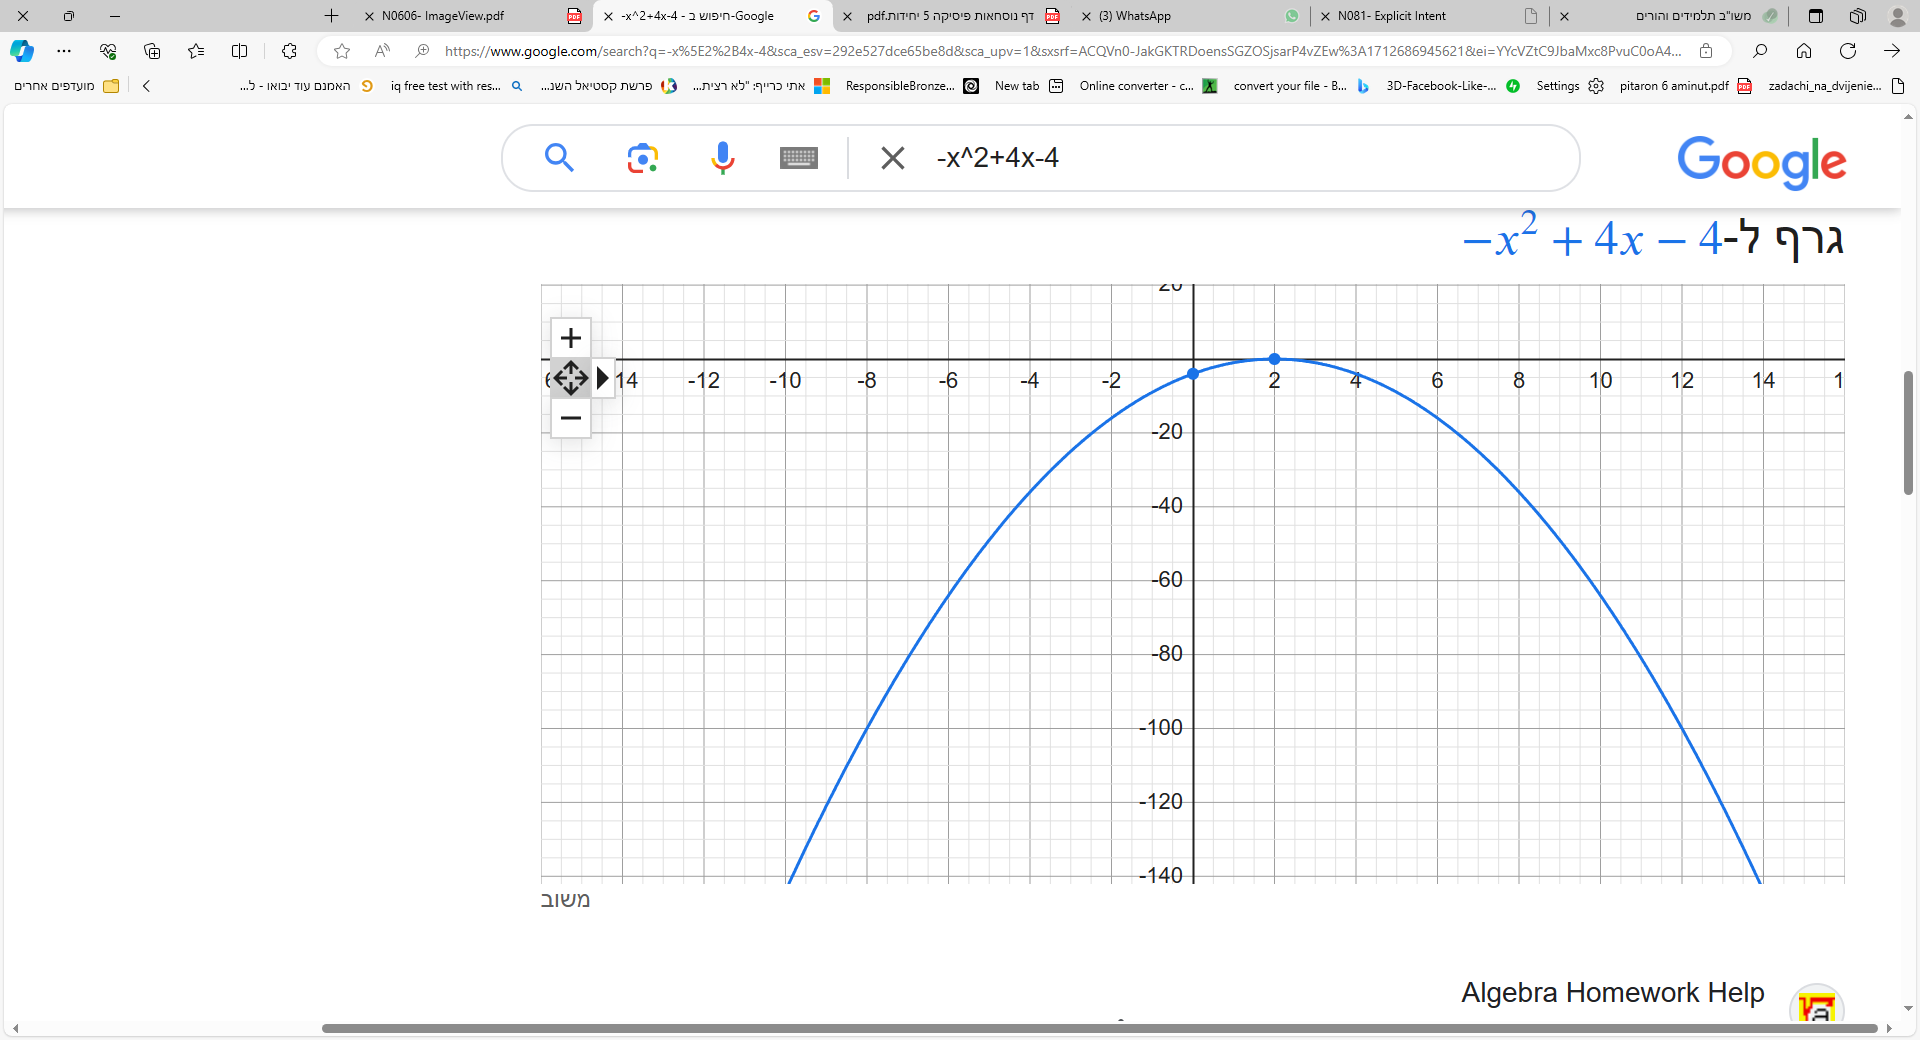 N0606- ImageView.pdf
-x^2+4x-4 - חיפוש ב-Google
דף נוסחאות פיסיקה 5 יחידות.pdf
(3) WhatsApp
N081- Explicit Intent
משו"ב תלמידים והורים
https://www.google.com/search?q=-x%5E2%2B4x-4&sca_esv=292e527dce65be8d&sca_upv=1&sxsrf=ACQVn0-JakGKTRDoensSGZOSjsarP4vZEw%3A1712686945621&ei=YYcVZtC9JbaMxc8PvuC0oA4...
מועדפים אחרים
האמנם עוד יבואו - ל...
iq free test with res...
פרשת קסטיאל השנ...
אתי כרייף: "לא רצית...
ResponsibleBronze...
New tab
Online converter - c...
convert your file - B...
3D-Facebook-Like-...
Settings
pitaron 6 aminut.pdf
zadachi_na_dvijenie...
-x^2+4x-4
Google
גרף ל-−x² + 4x − 4
20
14 -12 -10 -8 -6 -4 -2 2 4 6 8 10 12 14 1
-20
-40
-60
-80
-100
-120
-140
משוב
Algebra Homework Help